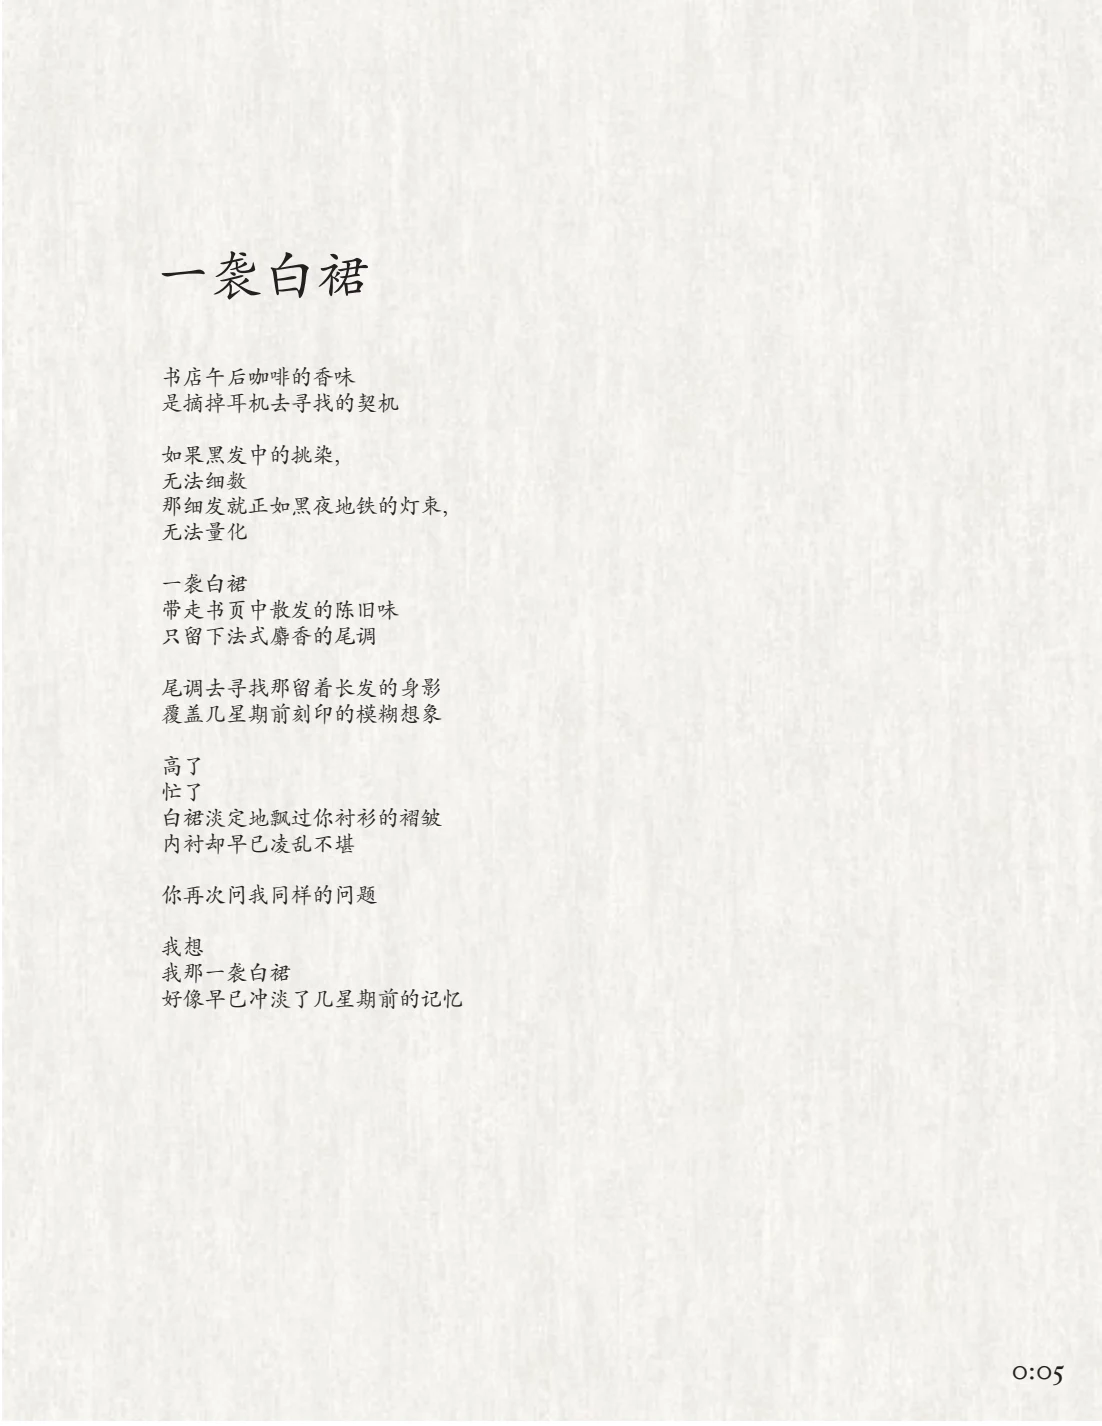 一袭白裙
书店午后咖啡的香味
是摘掉耳机去寻找的契机
如果黑发中的挑染，
无法细数
那细发就正如黑夜地铁的灯束，
无法量化
一袭白裙
带走书页中散发的陈旧味
只留下法式麝香的尾调
尾调去寻找那留着长发的身影
覆盖几星期前刻印的模糊想象
高了
忙了
白裙淡定地飘过你衬衫的褶皱
内衬却早已凌乱不堪
你再次问我同样的问题
我想
我那一袭白裙
好像早已冲淡了几星期前的记忆
0:05